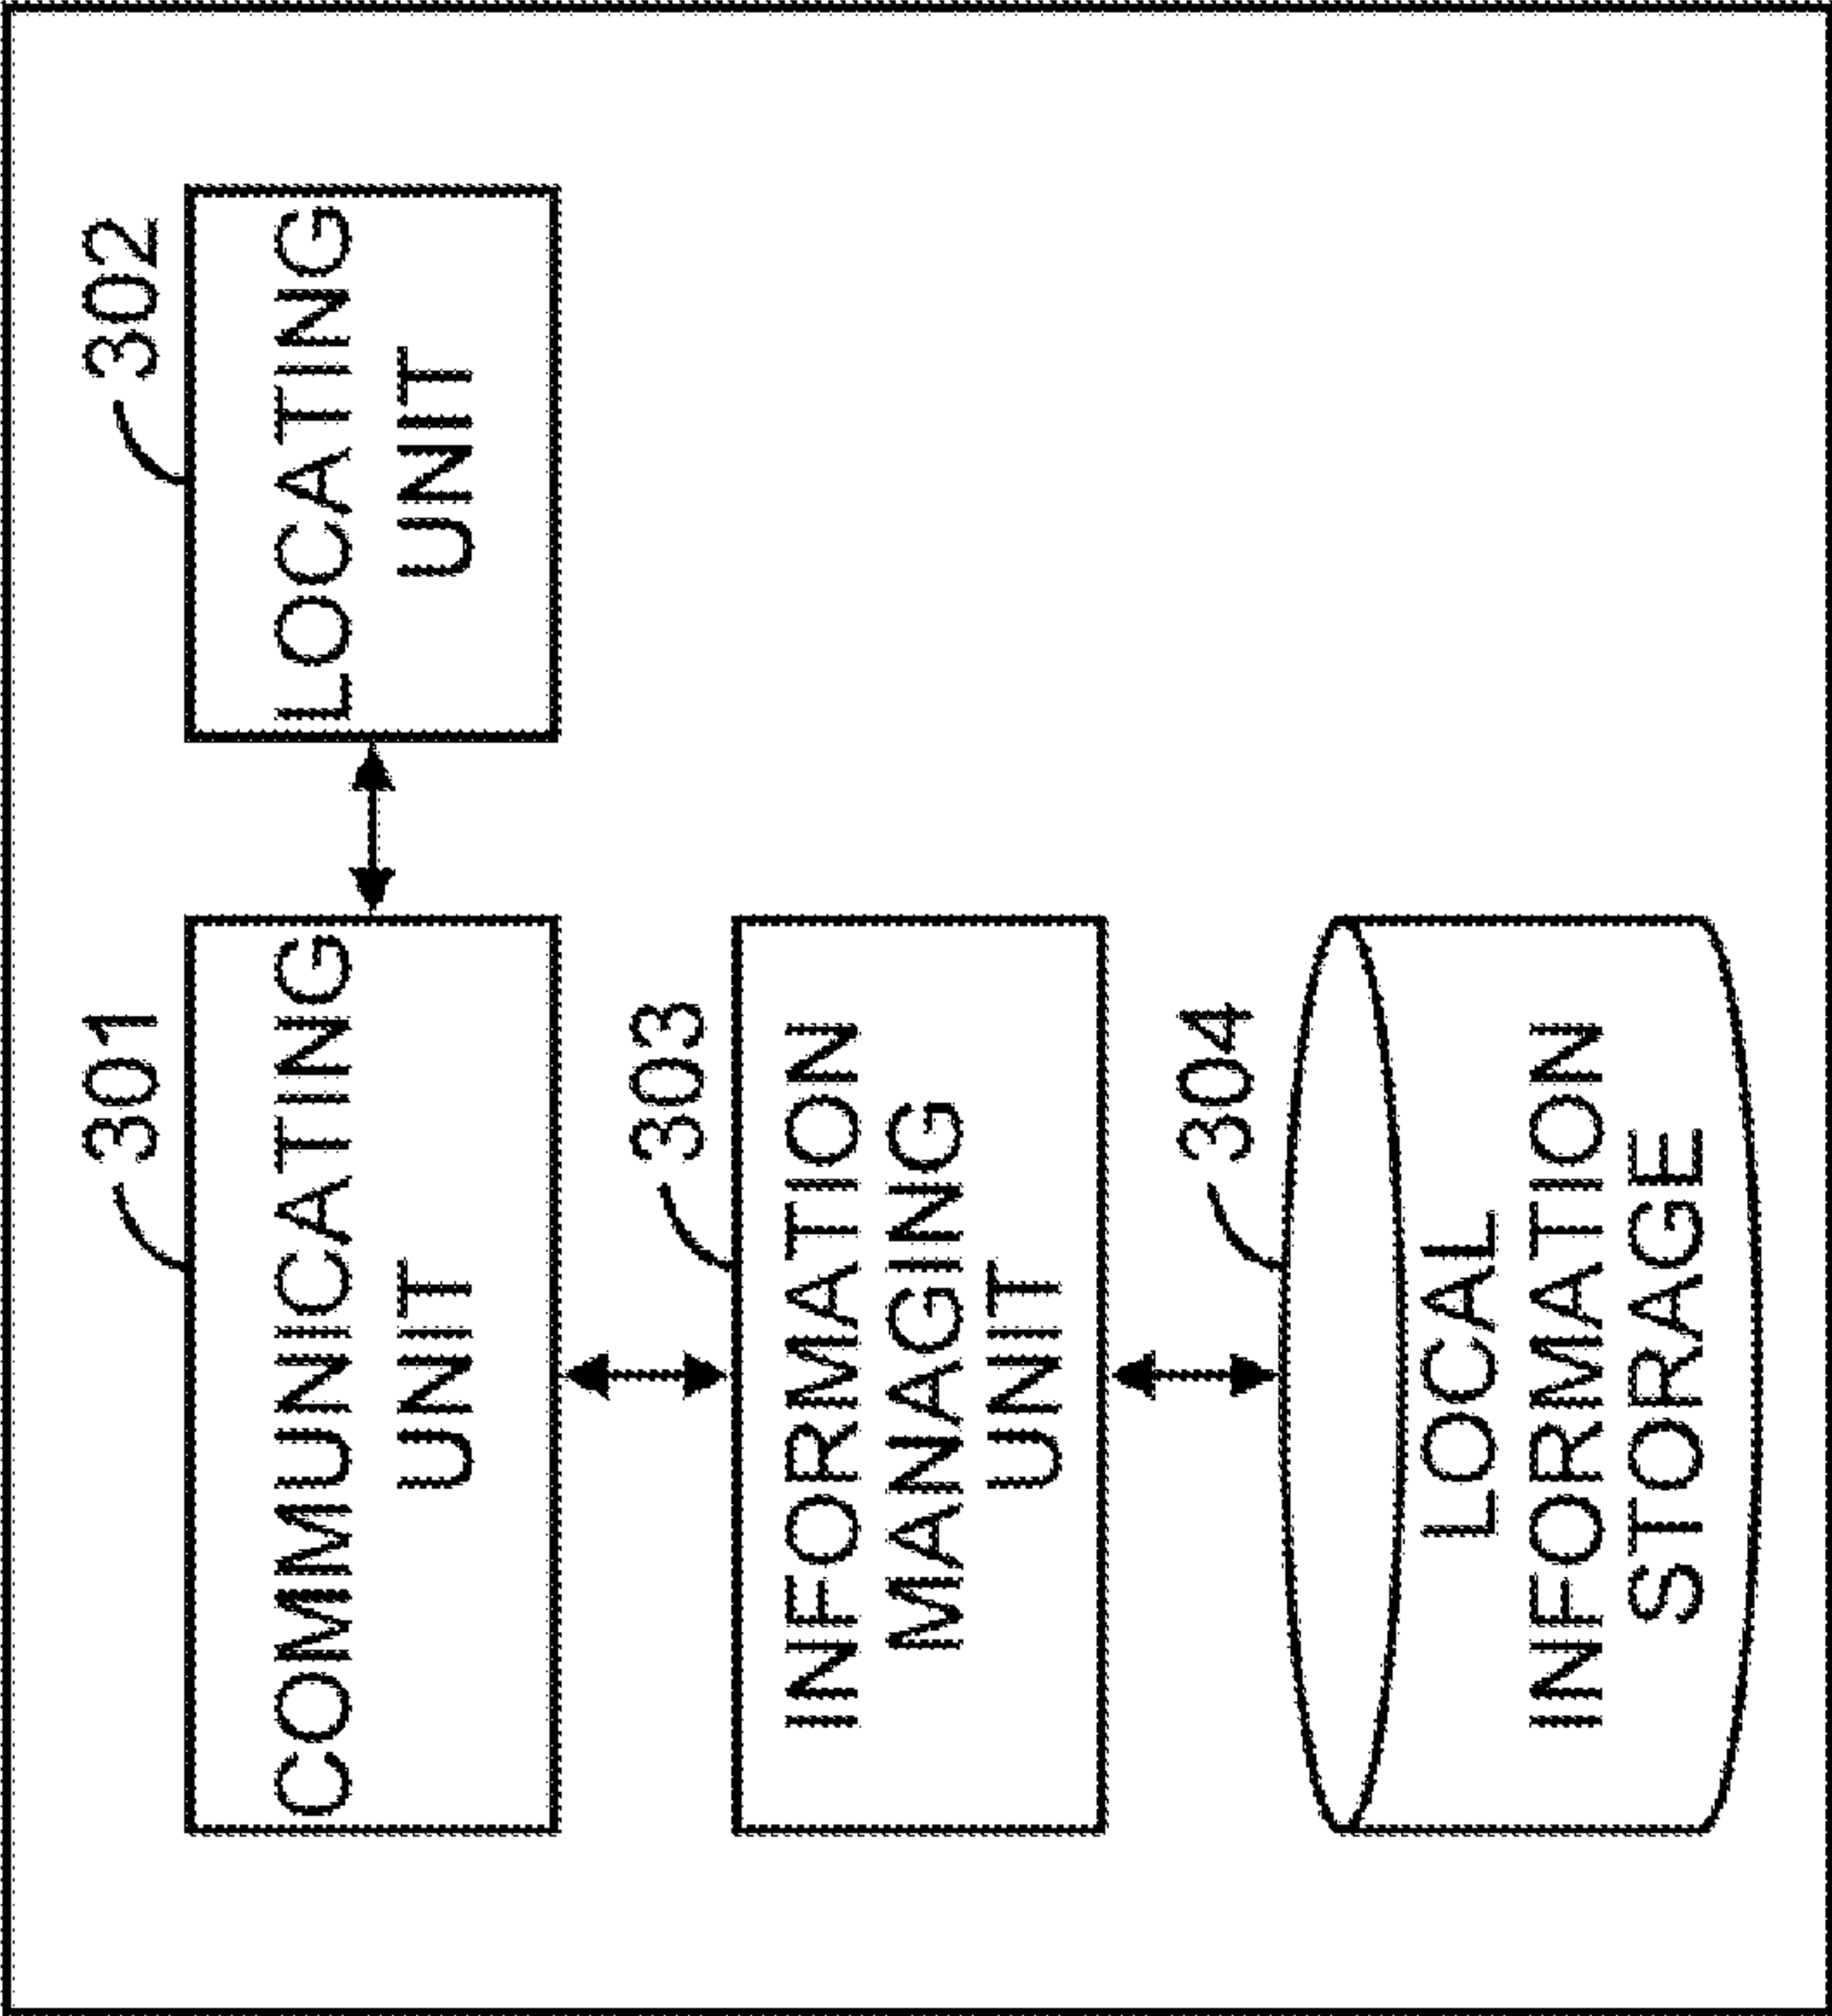 301
COMMUNICATING
UNIT
302
LOCATING
UNIT
303
INFORMATION
MANAGING
UNIT
304
LOCAL
INFORMATION
STORAGE